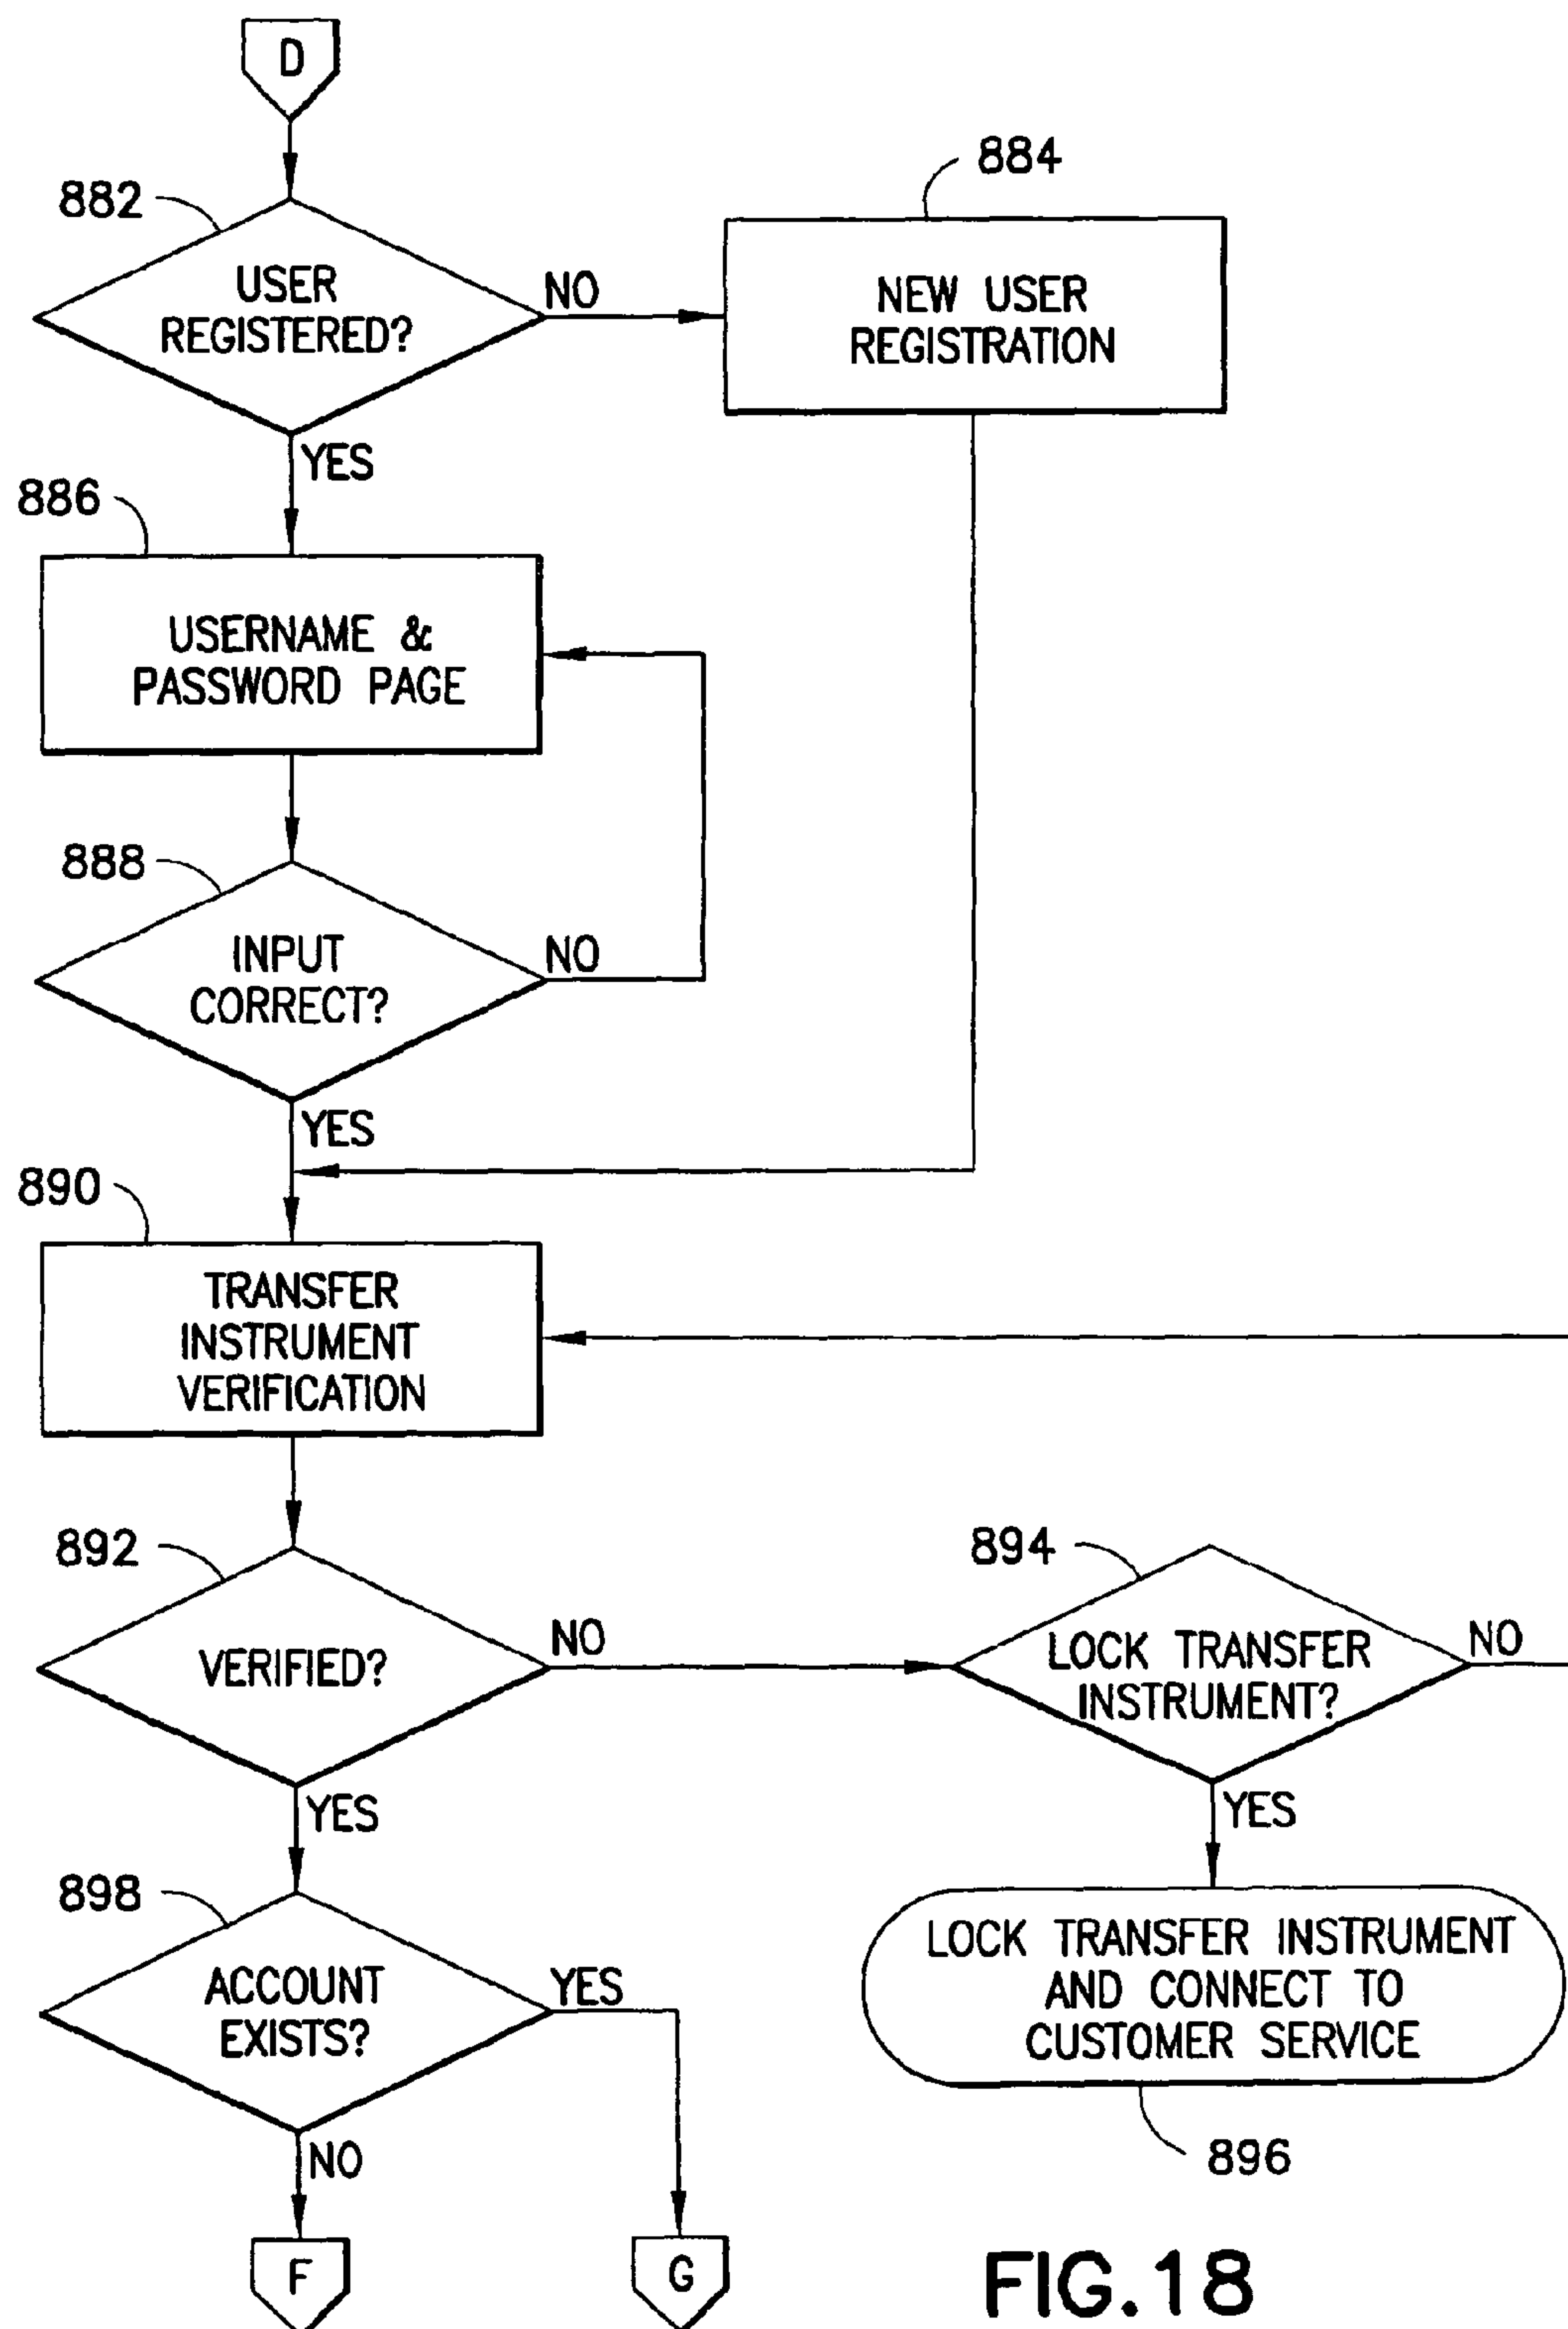 D
882
884
USER
REGISTERED?
NO
NEW USER
REGISTRATION
YES
886
USERNAME &
PASSWORD PAGE
888
INPUT
CORRECT?
NO
YES
890
TRANSFER
INSTRUMENT
VERIFICATION
892
VERIFIED?
NO
894
LOCK TRANSFER
INSTRUMENT?
NO
YES
YES
898
ACCOUNT
EXISTS?
YES
LOCK TRANSFER INSTRUMENT
AND CONNECT TO
CUSTOMER SERVICE
896
NO
F
G
FIG.18